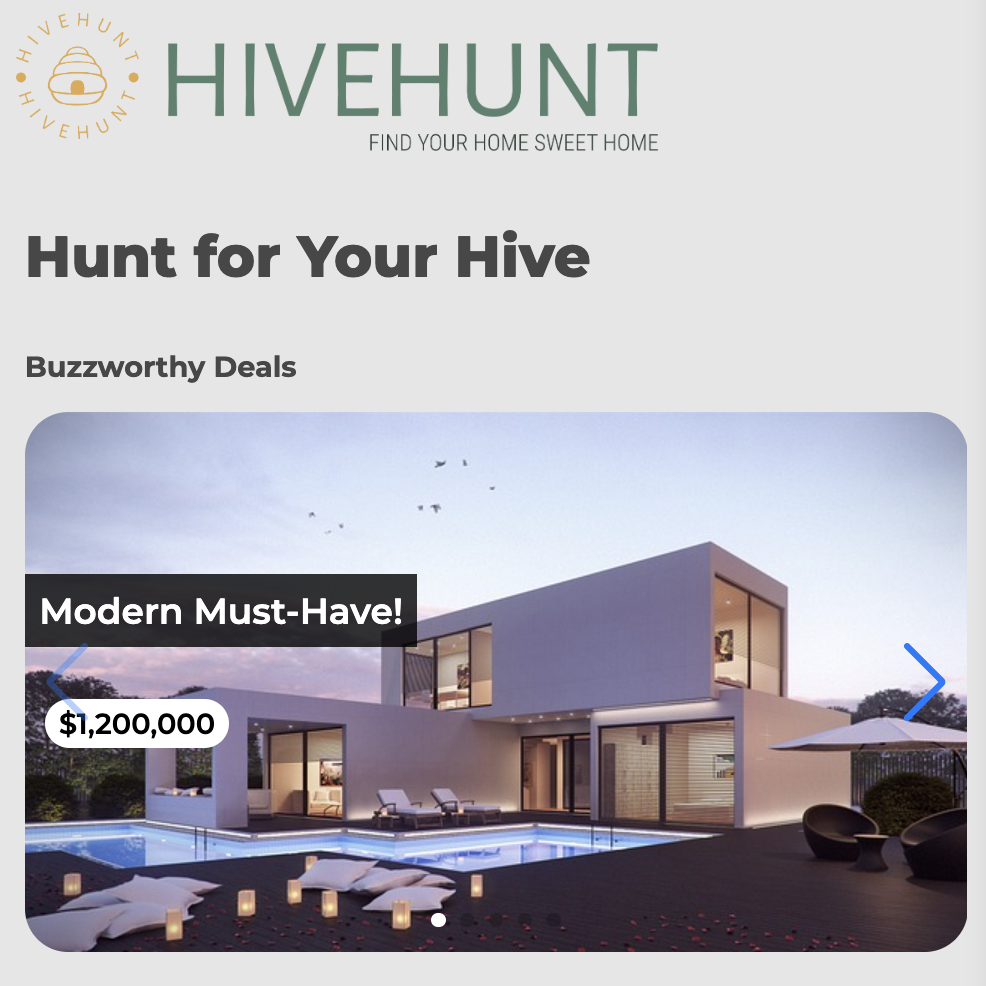 HIVEHUNT
HIVEHUNT
HIVEHUNT
FIND YOUR HOME SWEET HOME
Hunt for Your Hive
Buzzworthy Deals
Modern Must-Have!
$1,200,000